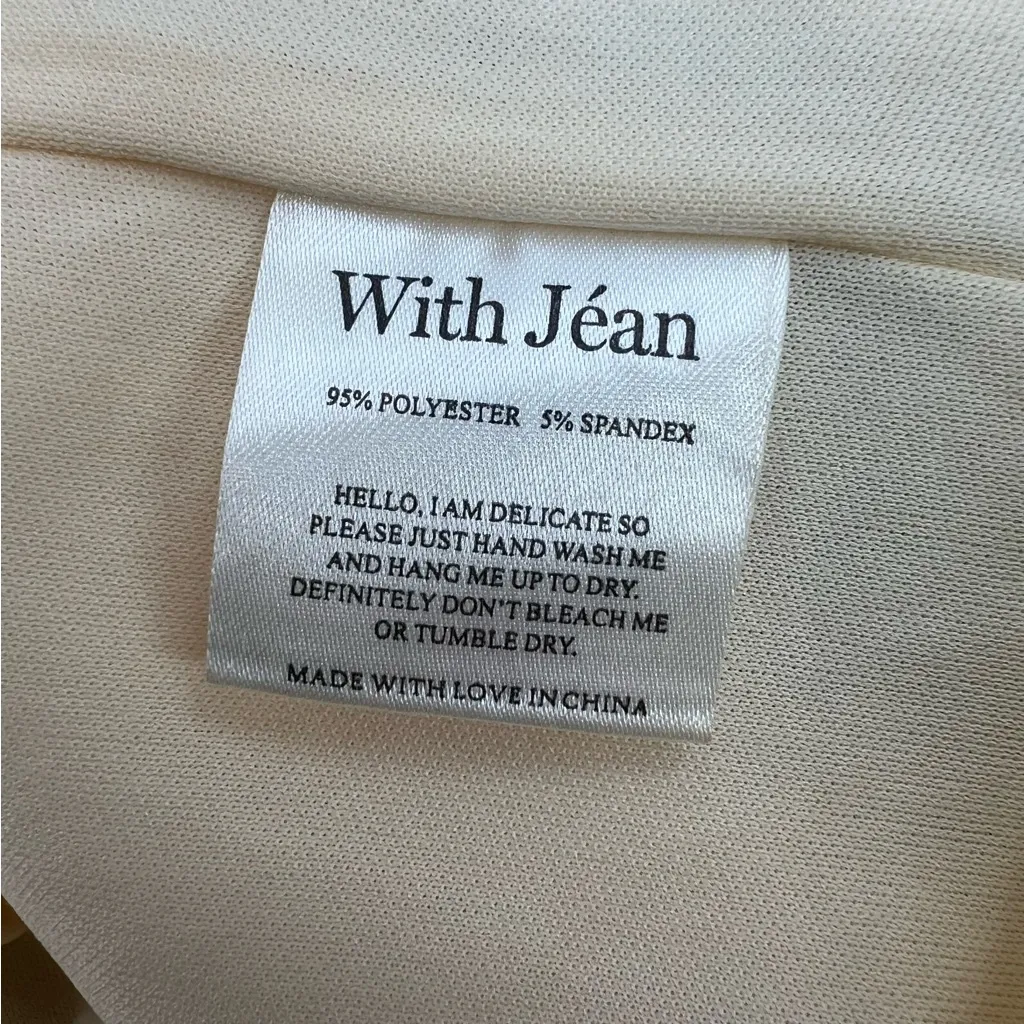 With Jéan
95% POLYESTER 5% SPANDEX
HELLO, I AM DELICATE SO
PLEASE JUST HAND WASH ME
AND HANG ME UP TO DRY.
DEFINITELY DON'T BLEACH ME
OR TUMBLE DRY.
MADE WITH LOVE IN CHINA